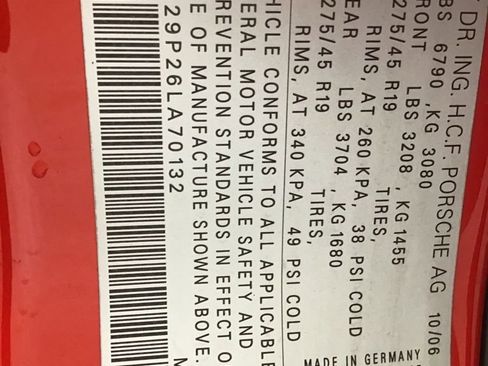 DR. ING. H.C.F. PORSCHE AG 10/06
BS 6790 ,KG 3080
RONT LBS 3208 ,KG 1455
275/45 R19 TIRES,
RIMS, AT 260 KPA, 38 PSI COLD
EAR LBS 3704 ,KG 1680
275/45 R19 TIRES,
RIMS, AT 340 KPA, 49 PSI COLD
HICLE CONFORMS TO ALL APPLICABLE
ERAL MOTOR VEHICLE SAFETY AND
REVENTION STANDARDS IN EFFECT O
E OF MANUFACTURE SHOWN ABOVE.
29P26LA70132 M
MADE IN GERMANY